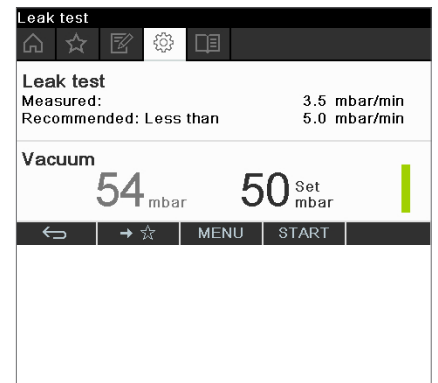 Leak test
Leak test
Measured: 3.5 mbar/min
Recommended: Less than 5.0 mbar/min
Vacuum
54 mbar 50 Set mbar
MENU START